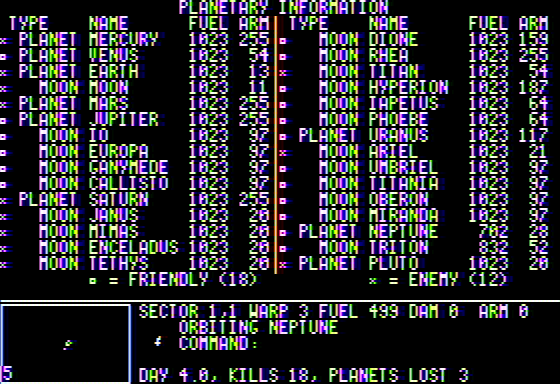 PLANETARY INFORMATION
TYPE NAME FUEL ARM
× PLANET MERCURY 1023 255
▫ PLANET VENUS 1023 54
× PLANET EARTH 1023 13
× MOON MOON 1023 11
× PLANET MARS 1023 255
▫ PLANET JUPITER 1023 255
▫ MOON IO 1023 97
▫ MOON EUROPA 1023 97
▫ MOON GANYMEDE 1023 97
▫ MOON CALLISTO 1023 97
× PLANET SATURN 1023 255
× MOON JANUS 1023 20
× MOON MIMAS 1023 20
× MOON ENCELADUS 1023 20
× MOON TETHYS 1023 20
TYPE NAME FUEL ARM
▫ MOON DIONE 1023 159
▫ MOON RHEA 1023 255
× MOON TITAN 1023 54
▫ MOON HYPERION 1023 187
▫ MOON IAPETUS 1023 64
▫ MOON PHOEBE 1023 64
▫ PLANET URANUS 1023 117
× MOON ARIEL 1023 21
▫ MOON UMBRIEL 1023 97
▫ MOON TITANIA 1023 97
▫ MOON OBERON 1023 97
▫ MOON MIRANDA 1023 97
▫ PLANET NEPTUNE 702 28
▫ MOON TRITON 832 52
× PLANET PLUTO 1023 20
▫ = FRIENDLY (18) × = ENEMY (12)
SECTOR 1,1 WARP 3 FUEL 499 DAM 0 ARM 0
ORBITING NEPTUNE
COMMAND:
5
DAY 4.0, KILLS 18, PLANETS LOST 3